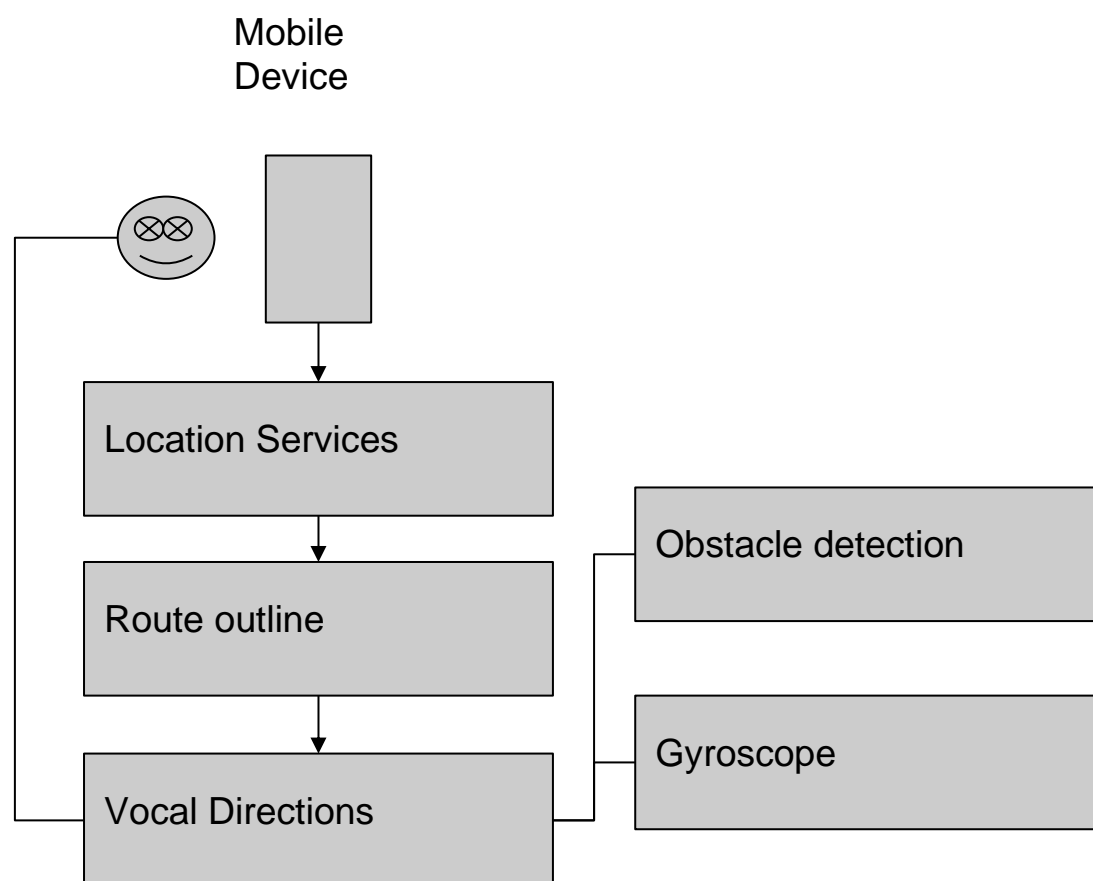 Mobile
Device
Location Services
Obstacle detection
Route outline
Gyroscope
Vocal Directions